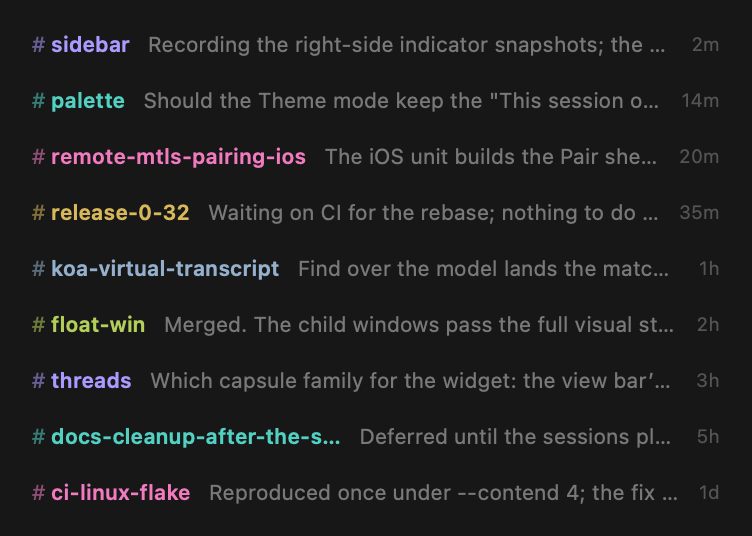 # sidebar Recording the right-side indicator snapshots; the ... 2m
# palette Should the Theme mode keep the "This session o... 14m
# remote-mtls-pairing-ios The iOS unit builds the Pair she... 20m
# release-0-32 Waiting on CI for the rebase; nothing to do ... 35m
# koa-virtual-transcript Find over the model lands the matc... 1h
# float-win Merged. The child windows pass the full visual st... 2h
# threads Which capsule family for the widget: the view bar’... 3h
# docs-cleanup-after-the-s... Deferred until the sessions pl... 5h
# ci-linux-flake Reproduced once under --contend 4; the fix ... 1d